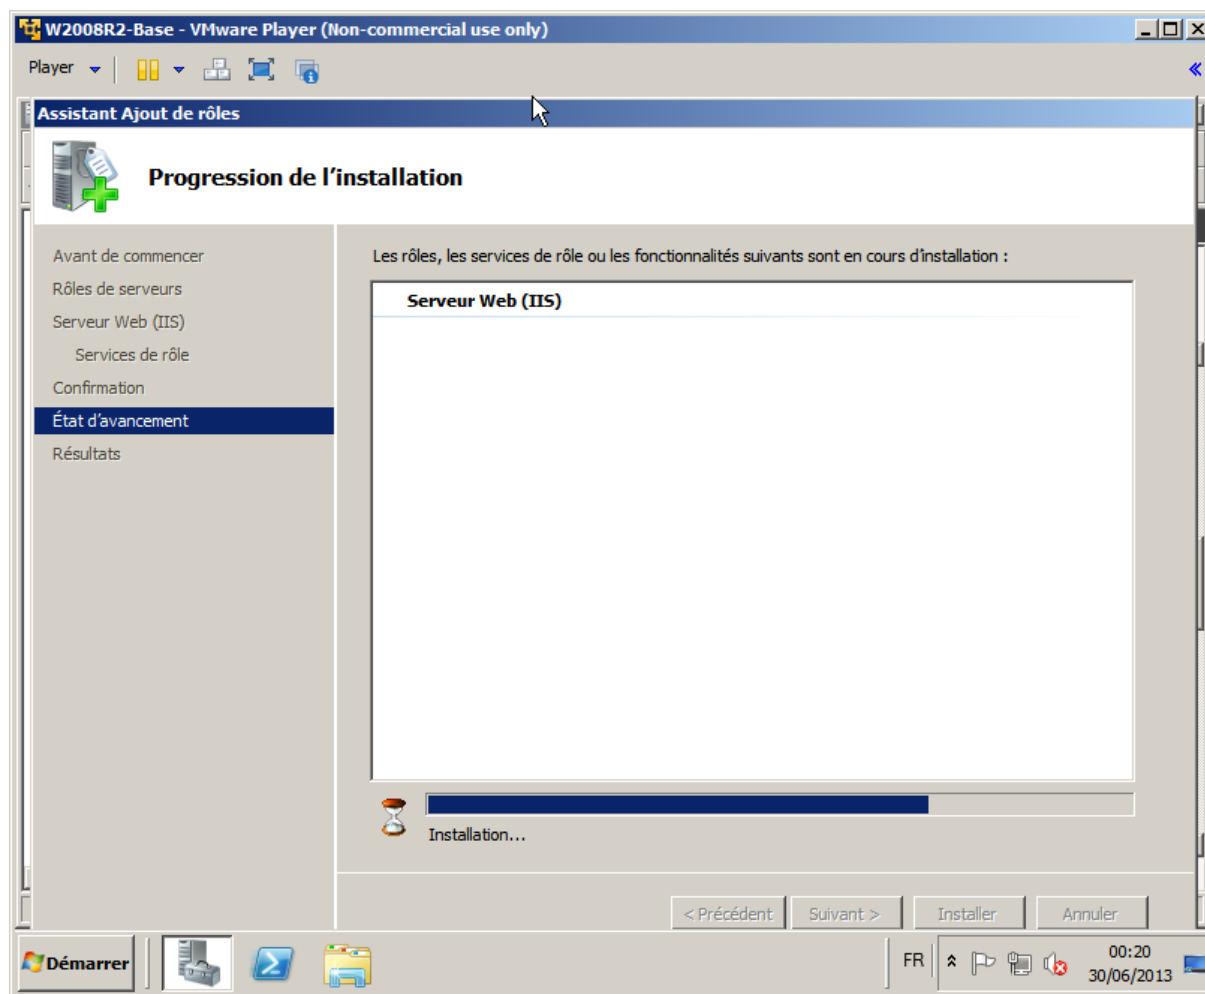 W2008R2-Base - VMware Player (Non-commercial use only)
Player
Assistant Ajout de rôles
Progression de l'installation
Avant de commencer
Rôles de serveurs
Serveur Web (IIS)
Services de rôle
Confirmation
État d'avancement
Résultats
Les rôles, les services de rôle ou les fonctionnalités suivants sont en cours d'installation :
Serveur Web (IIS)
Installation...
< Précédent
Suivant >
Installer
Annuler
Démarrer
FR
00:20
30/06/2013